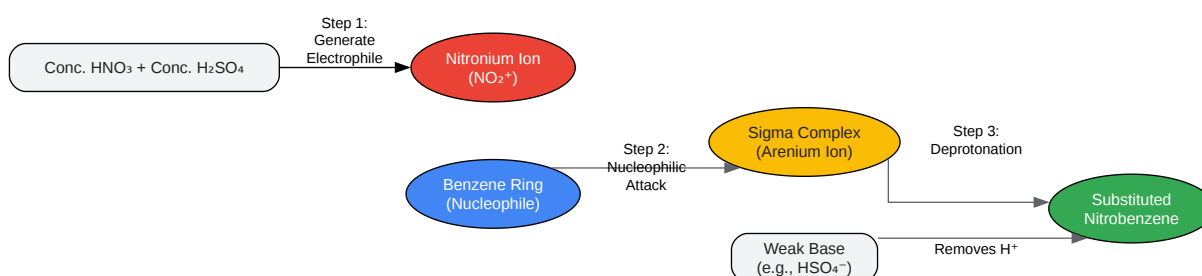 Step 1:
Generate
Electrophile
Conc. HNO₃ + Conc. H₂SO₄
Nitronium Ion
(NO₂⁺)
Step 2:
Nucleophilic
Attack
Benzene Ring
(Nucleophile)
Sigma Complex
(Arenium Ion)
Step 3:
Deprotonation
Substituted
Nitrobenzene
Weak Base
(e.g., HSO₄⁻)
Removes H⁺